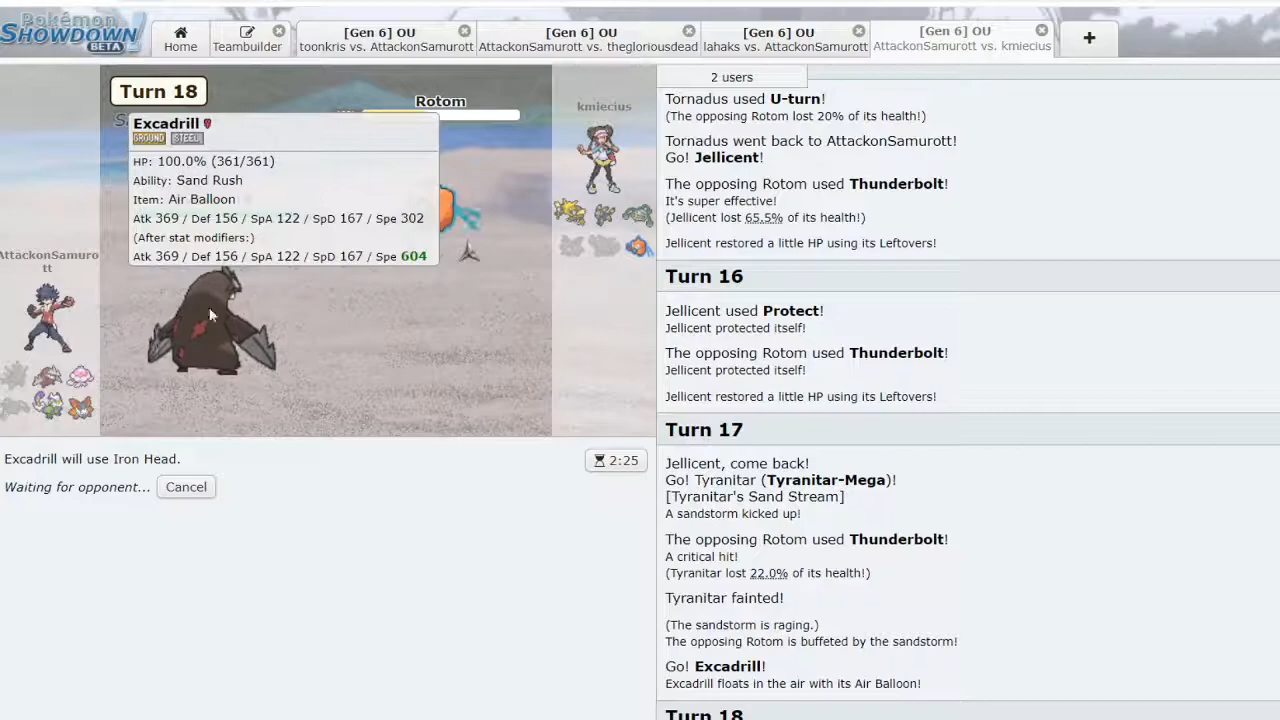 Pokémon
SHOWDOWN
BETA
Home
Teambuilder
[Gen 6] OU
toonkris vs. AttackonSamurott
[Gen 6] OU
AttackonSamurott vs. thegloriousdead
[Gen 6] OU
lahaks vs. AttackonSamurott
[Gen 6] OU
AttackonSamurott vs. kmiecius
+
Turn 18
Rotom
Excadrill
GROUND STEEL
HP: 100.0% (361/361)
Ability: Sand Rush
Item: Air Balloon
Atk 369 / Def 156 / SpA 122 / SpD 167 / Spe 302
(After stat modifiers:)
Atk 369 / Def 156 / SpA 122 / SpD 167 / Spe 604
AttackonSamuro
tt
kmiecius
Excadrill will use Iron Head.
2:25
Waiting for opponent...
Cancel
2 users
Tornadus used U-turn!
(The opposing Rotom lost 20% of its health!)
Tornadus went back to AttackonSamurott!
Go! Jellicent!
The opposing Rotom used Thunderbolt!
It's super effective!
(Jellicent lost 65.5% of its health!)
Jellicent restored a little HP using its Leftovers!
Turn 16
Jellicent used Protect!
Jellicent protected itself!
The opposing Rotom used Thunderbolt!
Jellicent protected itself!
Jellicent restored a little HP using its Leftovers!
Turn 17
Jellicent, come back!
Go! Tyranitar (Tyranitar-Mega)!
[Tyranitar's Sand Stream]
A sandstorm kicked up!
The opposing Rotom used Thunderbolt!
A critical hit!
(Tyranitar lost 22.0% of its health!)
Tyranitar fainted!
(The sandstorm is raging.)
The opposing Rotom is buffeted by the sandstorm!
Go! Excadrill!
Excadrill floats in the air with its Air Balloon!
Turn 18